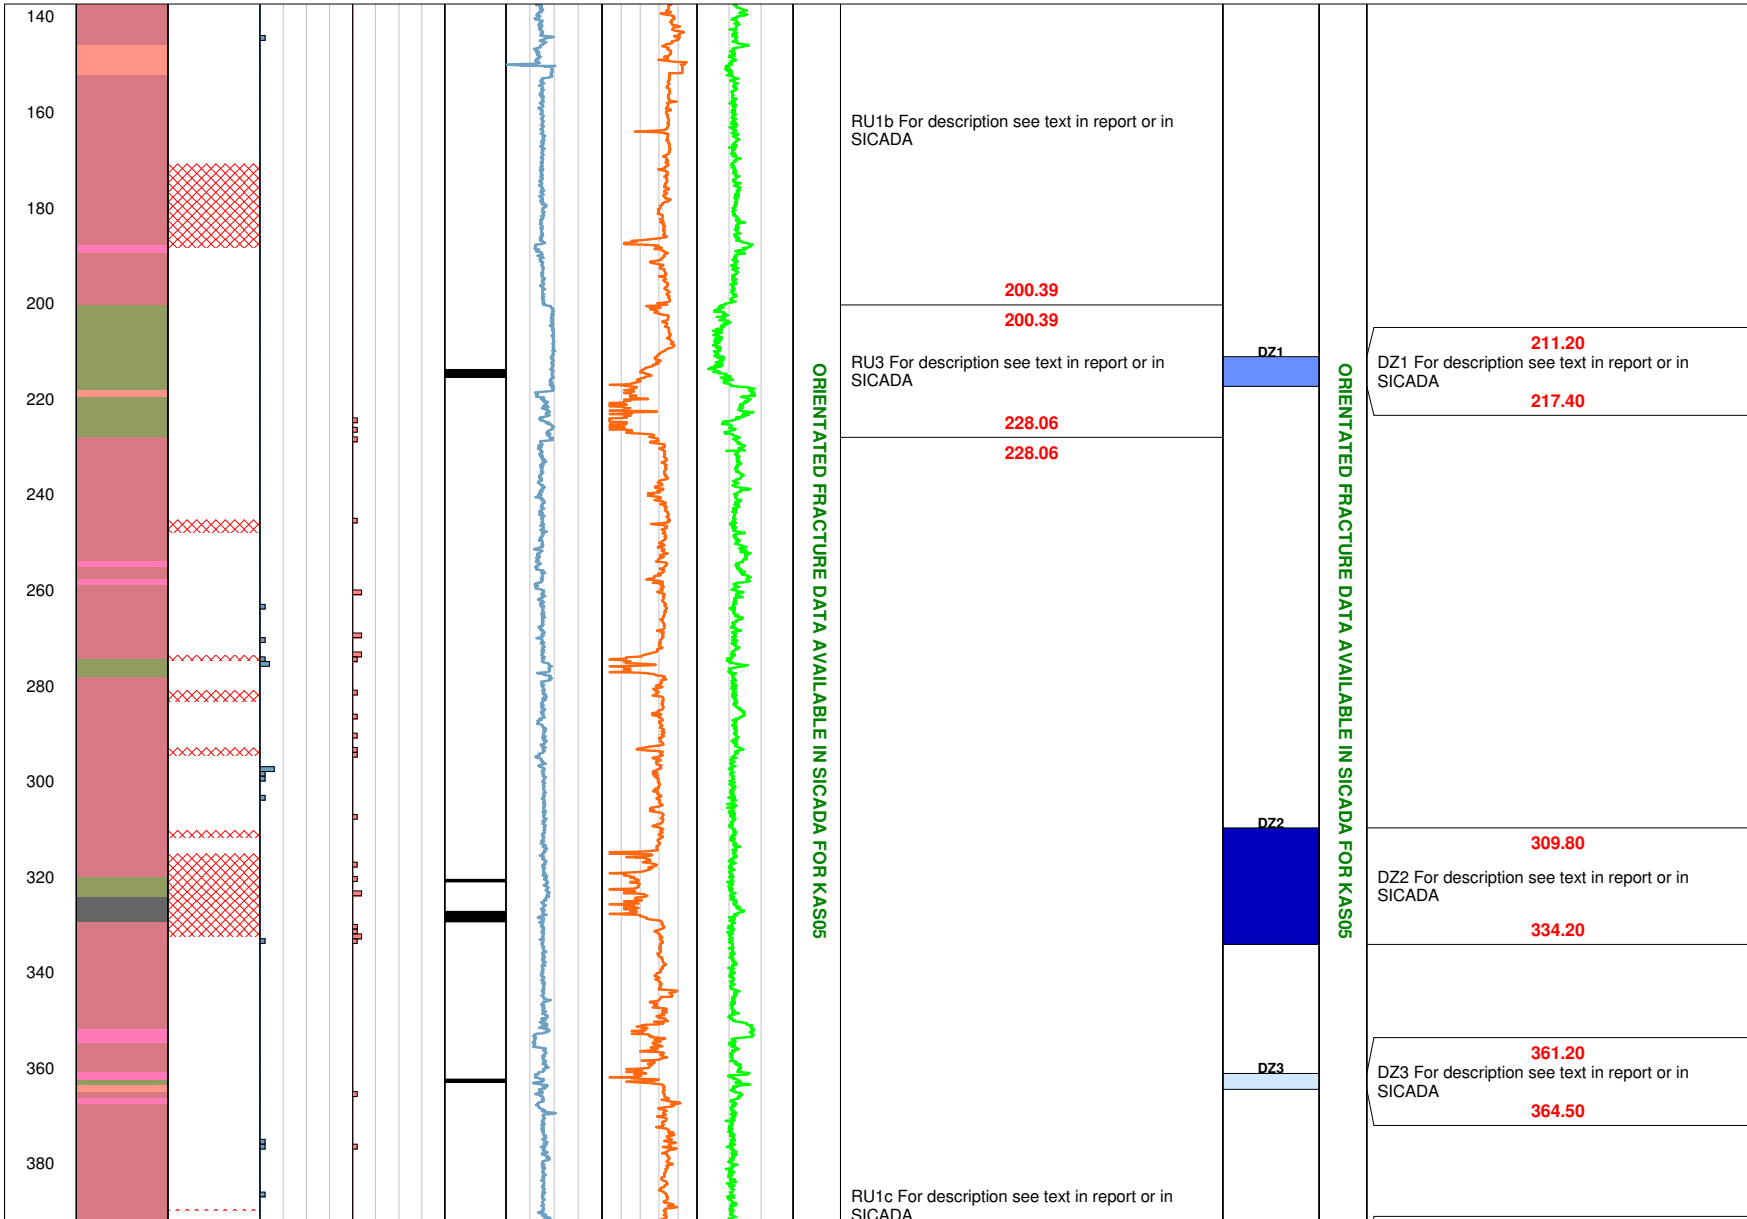 140
160
180
200
220
240
260
280
300
320
340
360
380
ORIENTATED FRACTURE DATA AVAILABLE IN SICADA FOR KAS05
RU1b For description see text in report or in
SICADA
200.39
200.39
RU3 For description see text in report or in
SICADA
228.06
228.06
RU1c For description see text in report or in
SICADA
DZ1
DZ2
DZ3
ORIENTATED FRACTURE DATA AVAILABLE IN SICADA FOR KAS05
211.20
DZ1 For description see text in report or in
SICADA
217.40
309.80
DZ2 For description see text in report or in
SICADA
334.20
361.20
DZ3 For description see text in report or in
SICADA
364.50